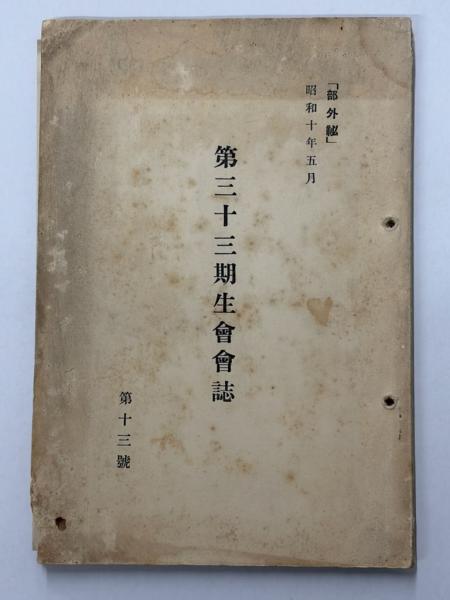 「部外秘」
昭和十年五月
第三十三期生會會誌
第十三號